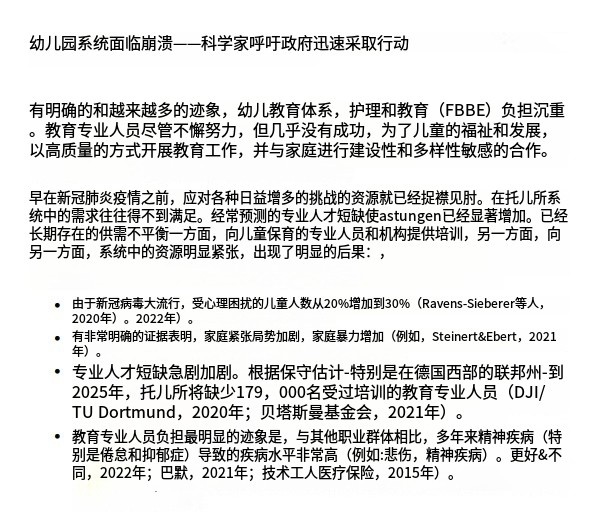 幼儿园系统面临崩溃——科学家呼吁政府迅速采取行动
有明确的和越来越多的迹象，幼儿教育体系，护理和教育（FBBE）负担沉重
。教育专业人员尽管不懈努力，但几乎没有成功，为了儿童的福祉和发展，
以高质量的方式开展教育工作，并与家庭进行建设性和多样性敏感的合作。
早在新冠肺炎疫情之前，应对各种日益增多的挑战的资源就已经捉襟见肘。在托儿所系
统中的需求往往得不到满足。经常预测的专业人才短缺使astungen已经显著增加。已经
长期存在的供需不平衡一方面，向儿童保育的专业人员和机构提供培训，另一方面，向
另一方面，系统中的资源明显紧张，出现了明显的后果：，
• 由于新冠病毒大流行，受心理困扰的儿童人数从20%增加到30%（Ravens-Sieberer等人，
2020年）。2022年）。
• 有非常明确的证据表明，家庭紧张局势加剧，家庭暴力增加（例如，Steinert&Ebert，2021
年）。
• 专业人才短缺急剧加剧。根据保守估计-特别是在德国西部的联邦州-到
2025年，托儿所将缺少179，000名受过培训的教育专业人员（DJI/
TU Dortmund，2020年；贝塔斯曼基金会，2021年）。
• 教育专业人员负担最明显的迹象是，与其他职业群体相比，多年来精神疾病（特
别是倦怠和抑郁症）导致的疾病水平非常高（例如:悲伤，精神疾病）。更好&不
同，2022年；巴默，2021年；技术工人医疗保险，2015年）。